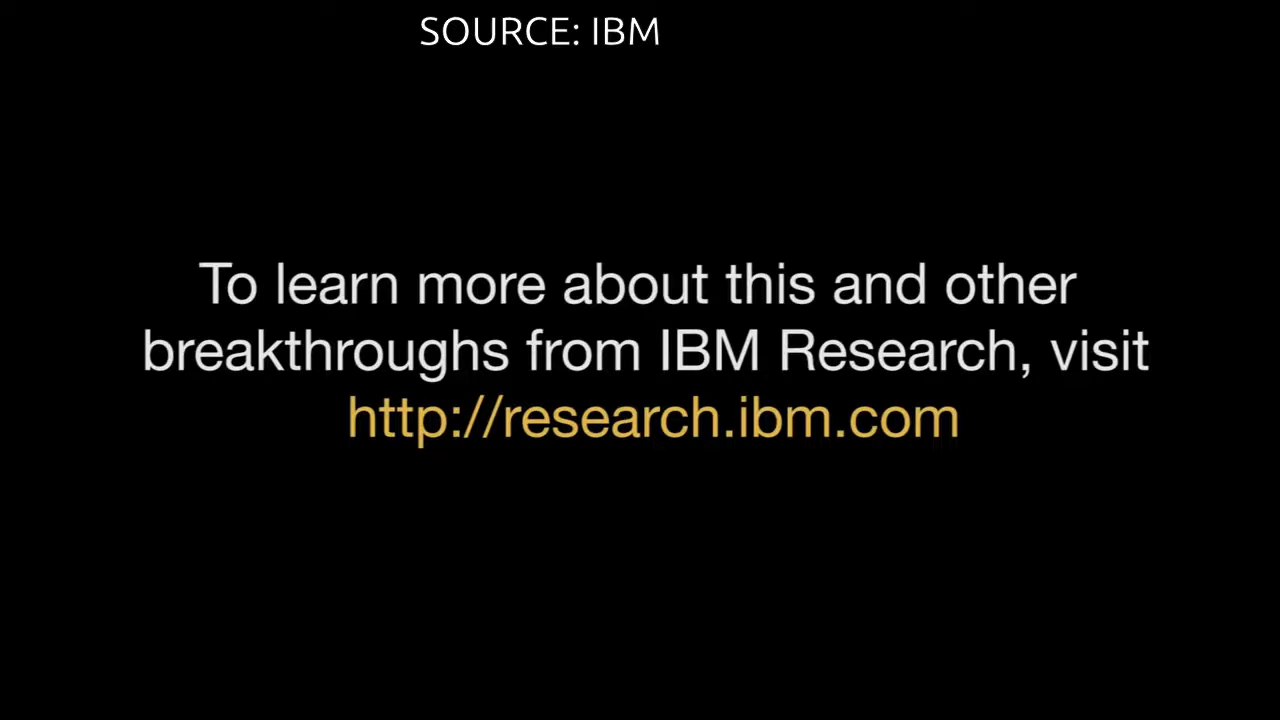 SOURCE: IBM
To learn more about this and other
breakthroughs from IBM Research, visit
http://research.ibm.com